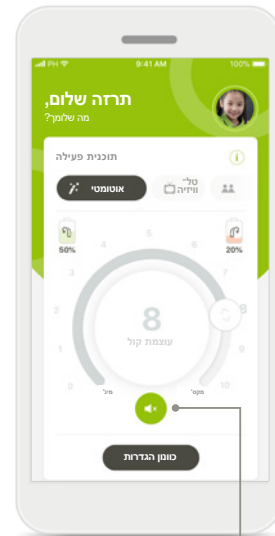 PH
9:41 AM
100%
תרזה שלום,
מה שלומך?
תוכנית פעילה
i
אוטומטי
טל-
וויזיה
50%
20%
5
4
6
3
7
2
8
8
עוצמת קול
1
9
0
מינ'
מקס'
10
כוונון הגדרות